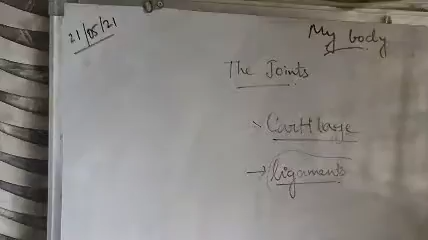 21/05/21
My body
The Joints
Cartilage
→ ligaments